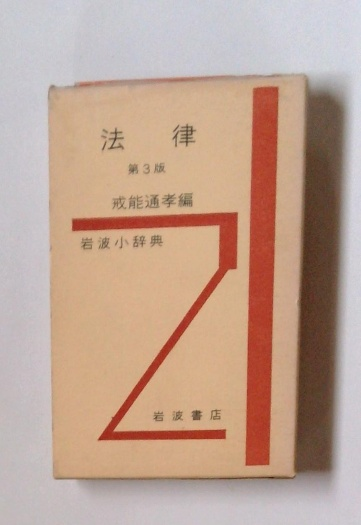 法 律
第3版
戒能通孝編
岩波小辞典
岩波書店